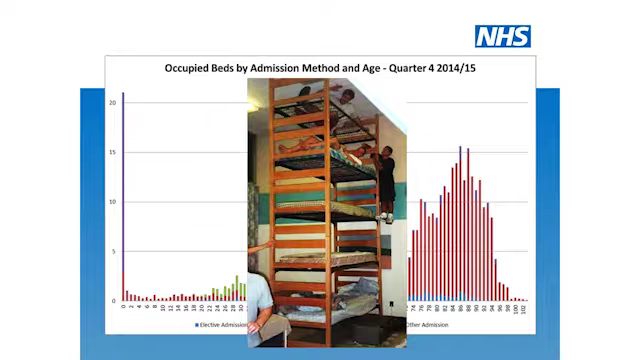 NHS
Occupied Beds by Admission Method and Age - Quarter 4 2014/15
20
15
10
5
0
0 2 4 6 8 10 12 14 16 18 20 22 24 26 28 30
74 76 78 80 82 84 86 88 90 92 94 96 98 100 102
Elective Admission
Other Admission